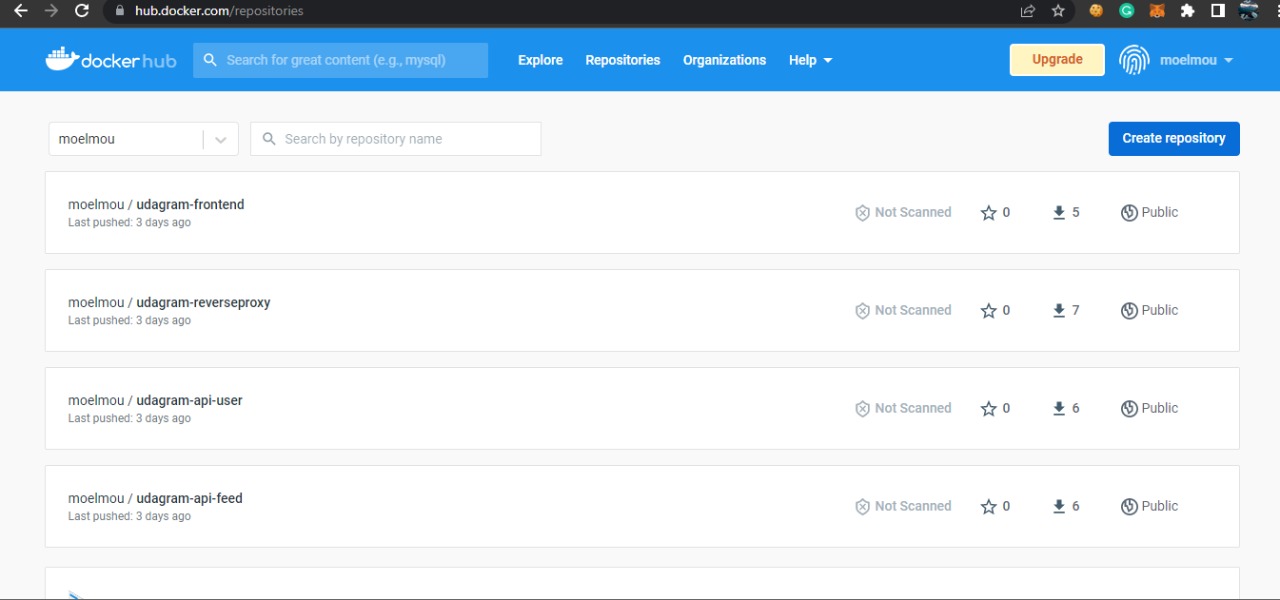 hub.docker.com/repositories
docker hub
Search for great content (e.g., mysql)
Explore
Repositories
Organizations
Help
Upgrade
moelmou
moelmou
Search by repository name
Create repository
moelmou / udagram-frontend
Last pushed: 3 days ago
Not Scanned
0
5
Public
moelmou / udagram-reverseproxy
Last pushed: 3 days ago
Not Scanned
0
7
Public
moelmou / udagram-api-user
Last pushed: 3 days ago
Not Scanned
0
6
Public
moelmou / udagram-api-feed
Last pushed: 3 days ago
Not Scanned
0
6
Public